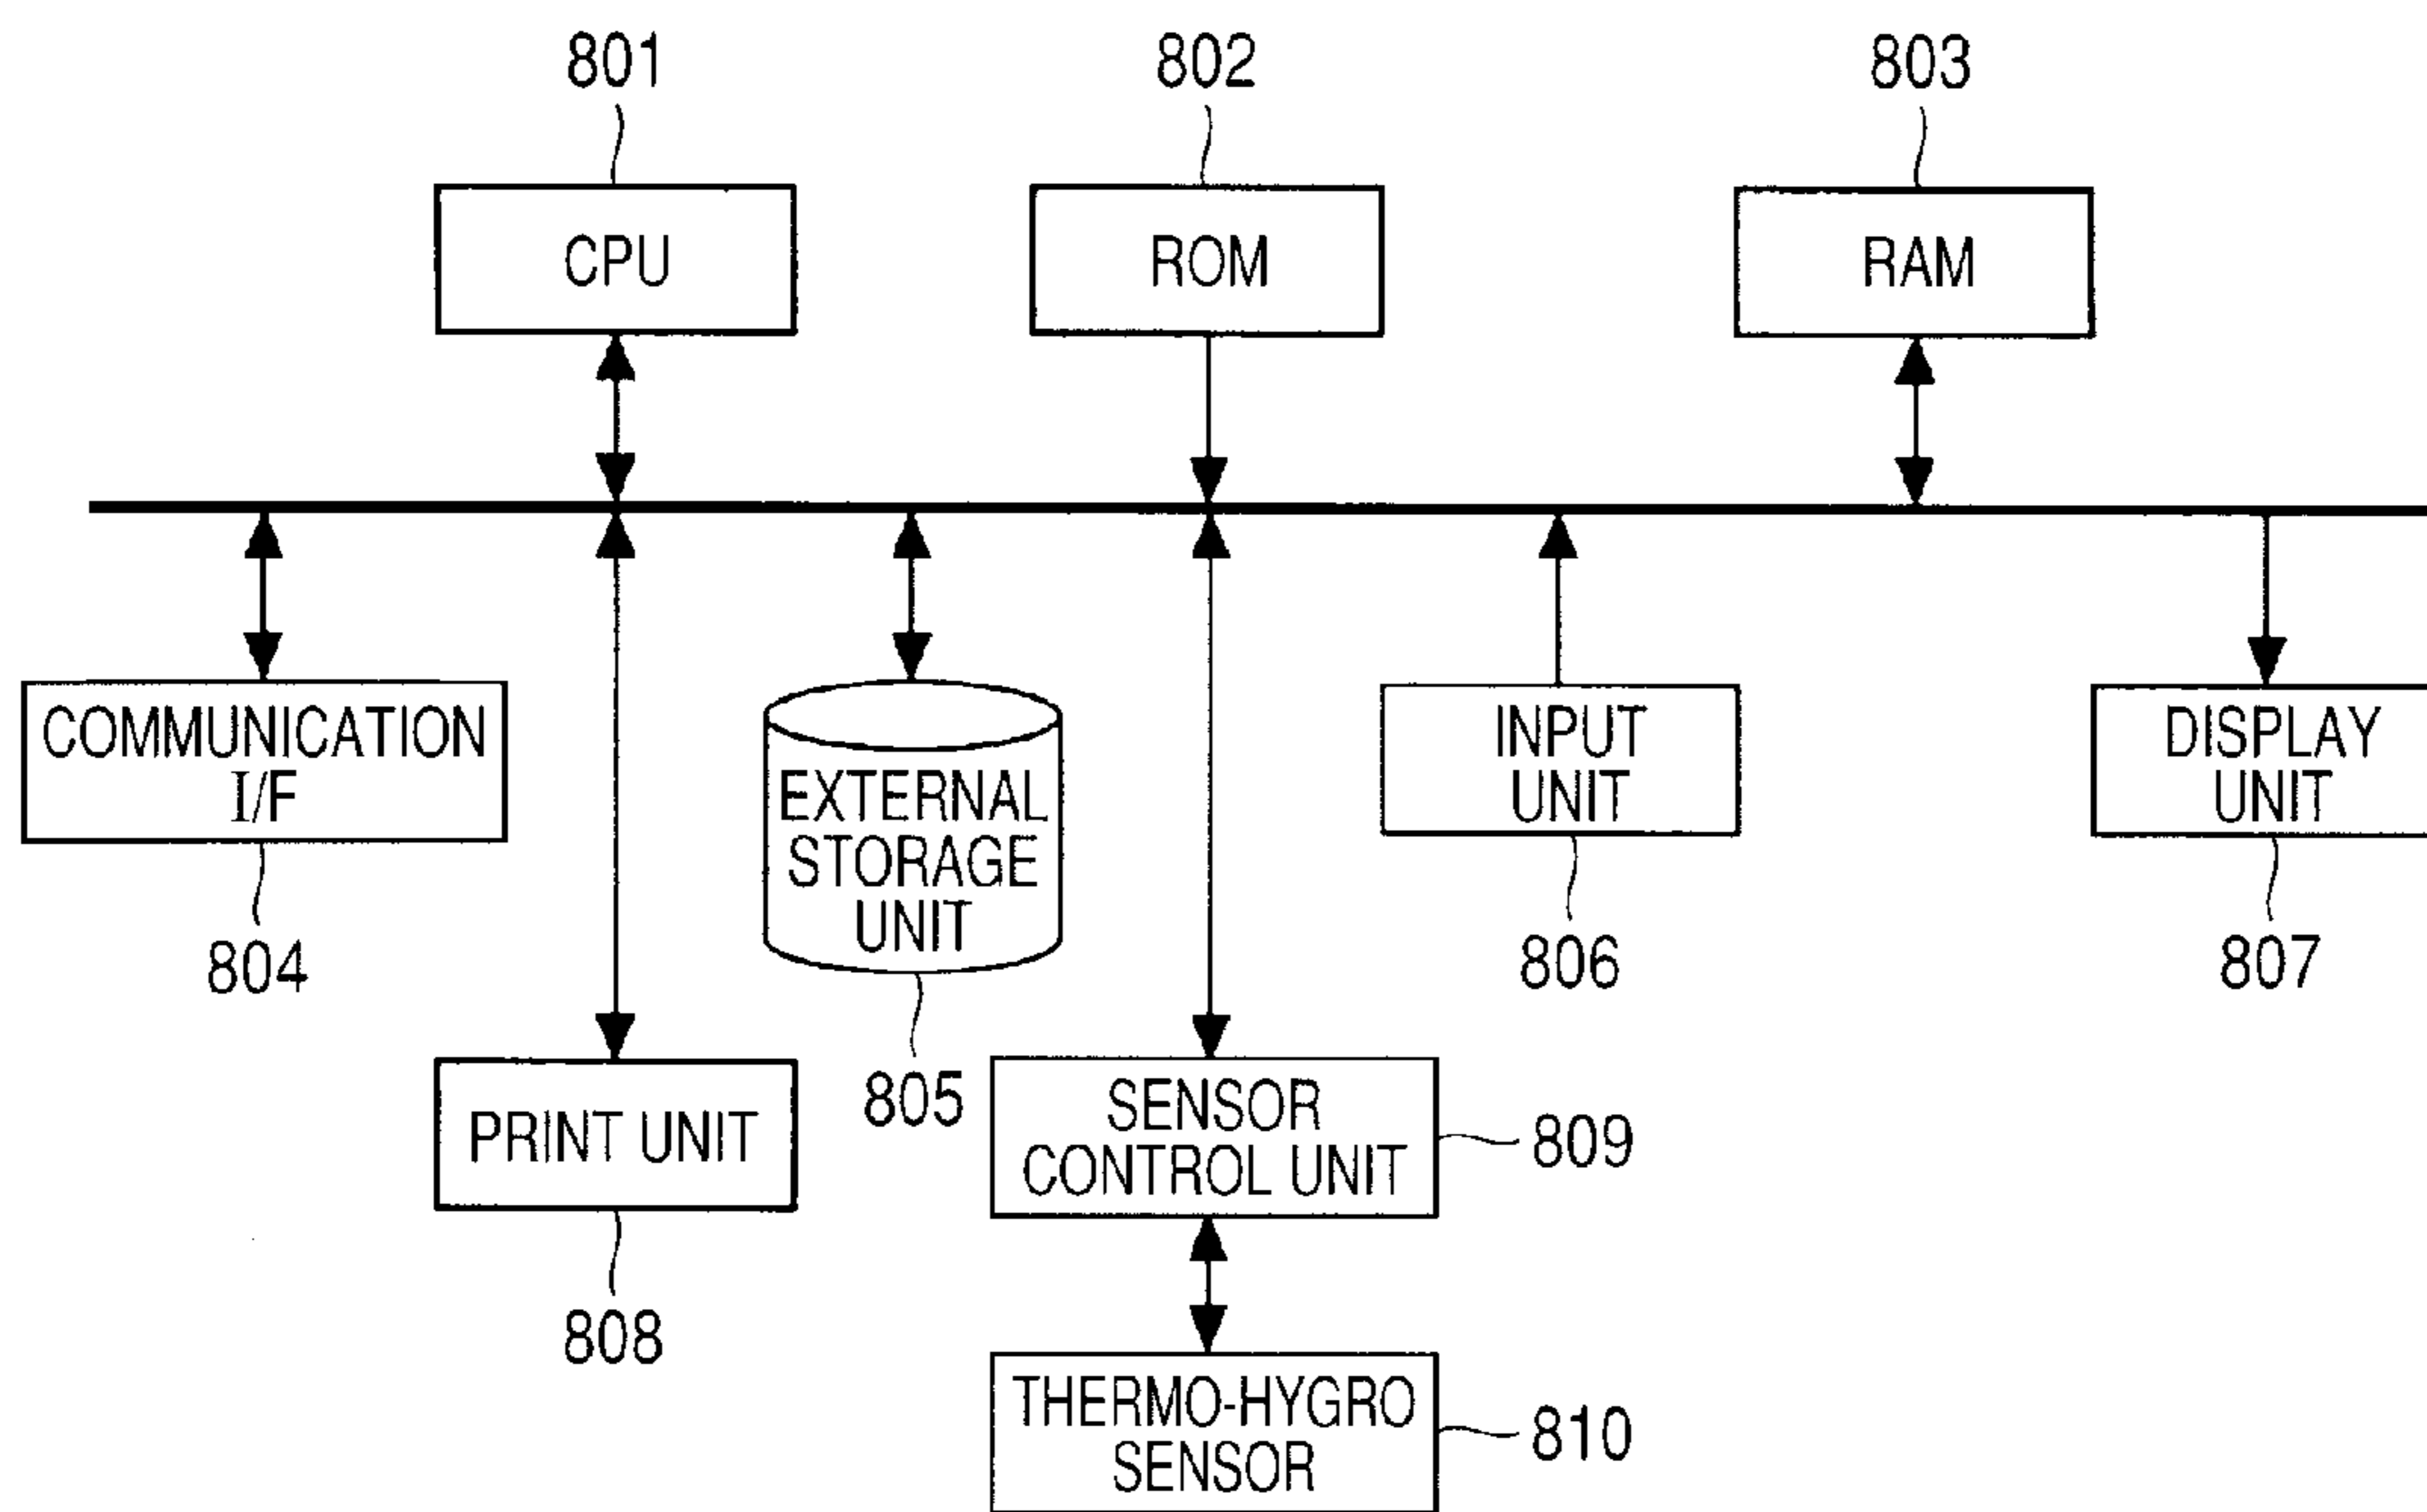 801
802
803
CPU
ROM
RAM
COMMUNICATION
I/F
804
EXTERNAL
STORAGE
UNIT
805
INPUT
UNIT
806
DISPLAY
UNIT
807
PRINT UNIT
808
SENSOR
CONTROL UNIT
809
THERMO-HYGRO
SENSOR
810